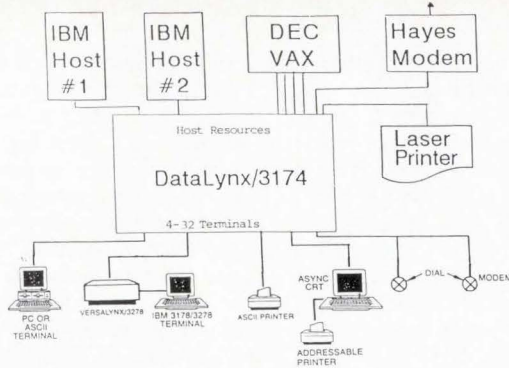 IBM
Host
#1
IBM
Host
#2
DEC
VAX
Hayes
Modem
Host Resources
Laser
Printer
DataLynx/3174
4-32 Terminals
PC OR
ASCII
TERMINAL
VERSALYNX/3278
IBM 3178/3278
TERMINAL
ASCII PRINTER
ASYNC
CRT
ADDRESSABLE
PRINTER
DIAL
MODEM